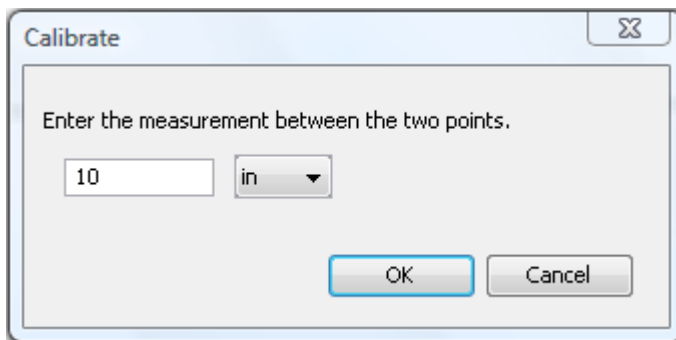 Calibrate
Enter the measurement between the two points.
10 in
OK Cancel